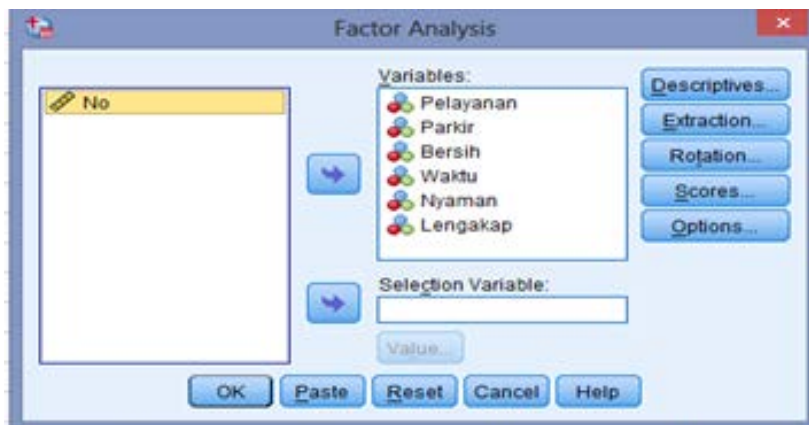 Factor Analysis
No
Variables:
Pelayanan
Parkir
Bersih
Waktu
Nyaman
Lengakap
Descriptives...
Extraction...
Rotation...
Scores...
Options...
Selection Variable:
Value...
OK Paste Reset Cancel Help